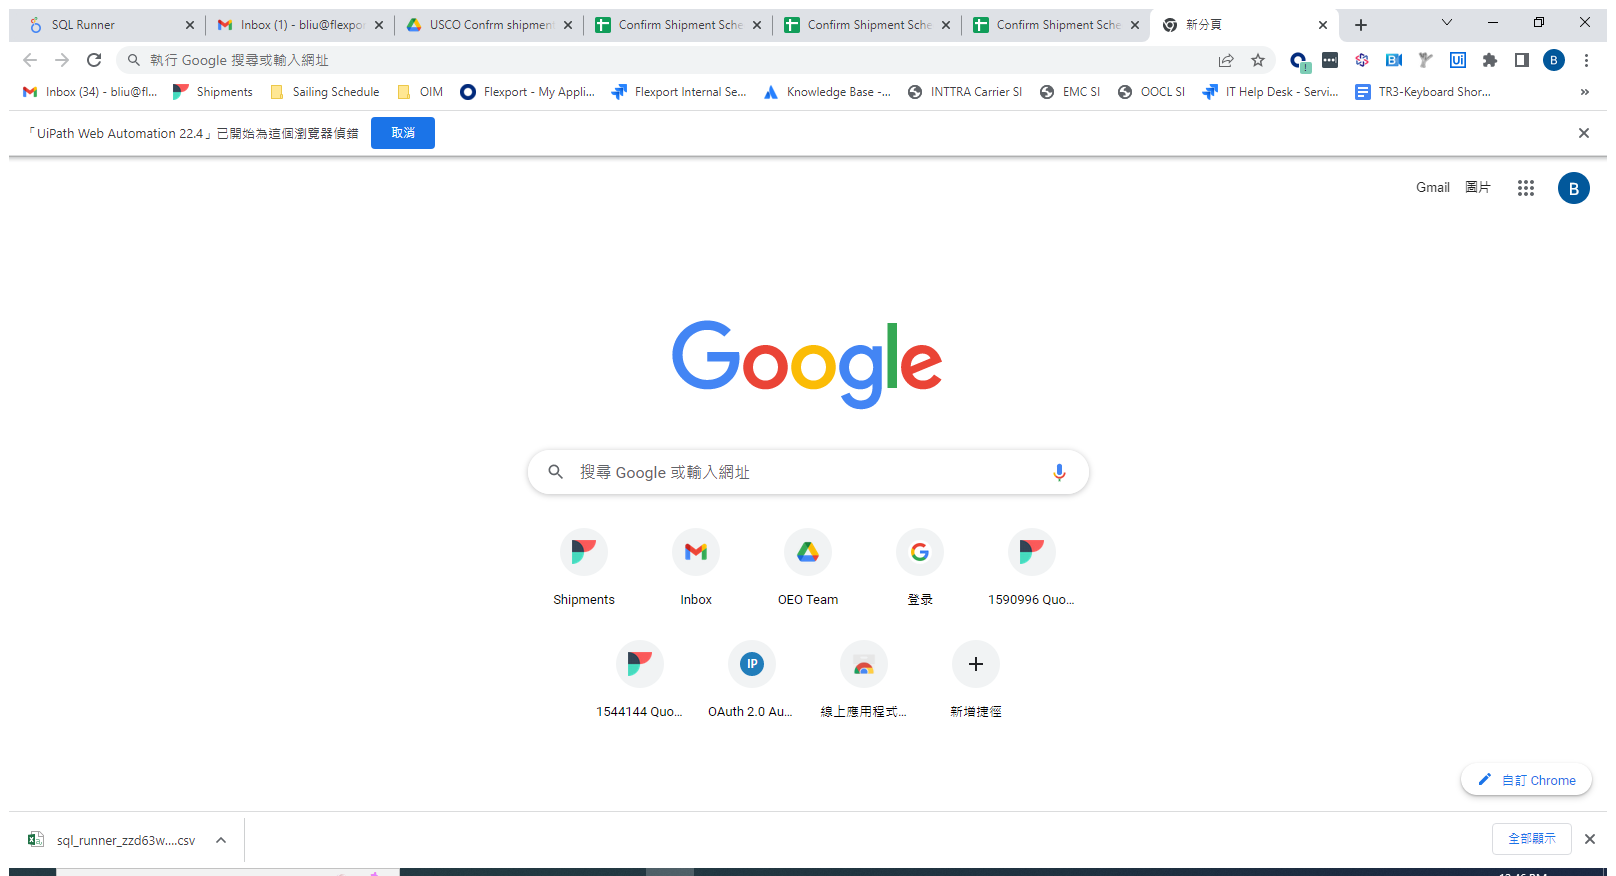 SQL Runner
Inbox (1) - bliu@flexpo
USCO Confrm shipment
Confirm Shipment Sche
Confirm Shipment Sche
Confirm Shipment Sche
新分頁
執行 Google 搜尋或輸入網址
B
Inbox (34) - bliu@fl...
Shipments
Sailing Schedule
OIM
Flexport - My Appli...
Flexport Internal Se...
Knowledge Base -...
INTTRA Carrier SI
EMC SI
OOCL SI
IT Help Desk - Servi...
TR3-Keyboard Shor...
»
「UiPath Web Automation 22.4」已開始為這個瀏覽器偵錯
取消
Gmail
圖片
B
Google
搜尋 Google 或輸入網址
Shipments
Inbox
OEO Team
登录
1590996 Quo...
IP
1544144 Quo...
OAuth 2.0 Au...
線上應用程式...
新增捷徑
自訂 Chrome
sql_runner_zzd63w....csv
全部顯示